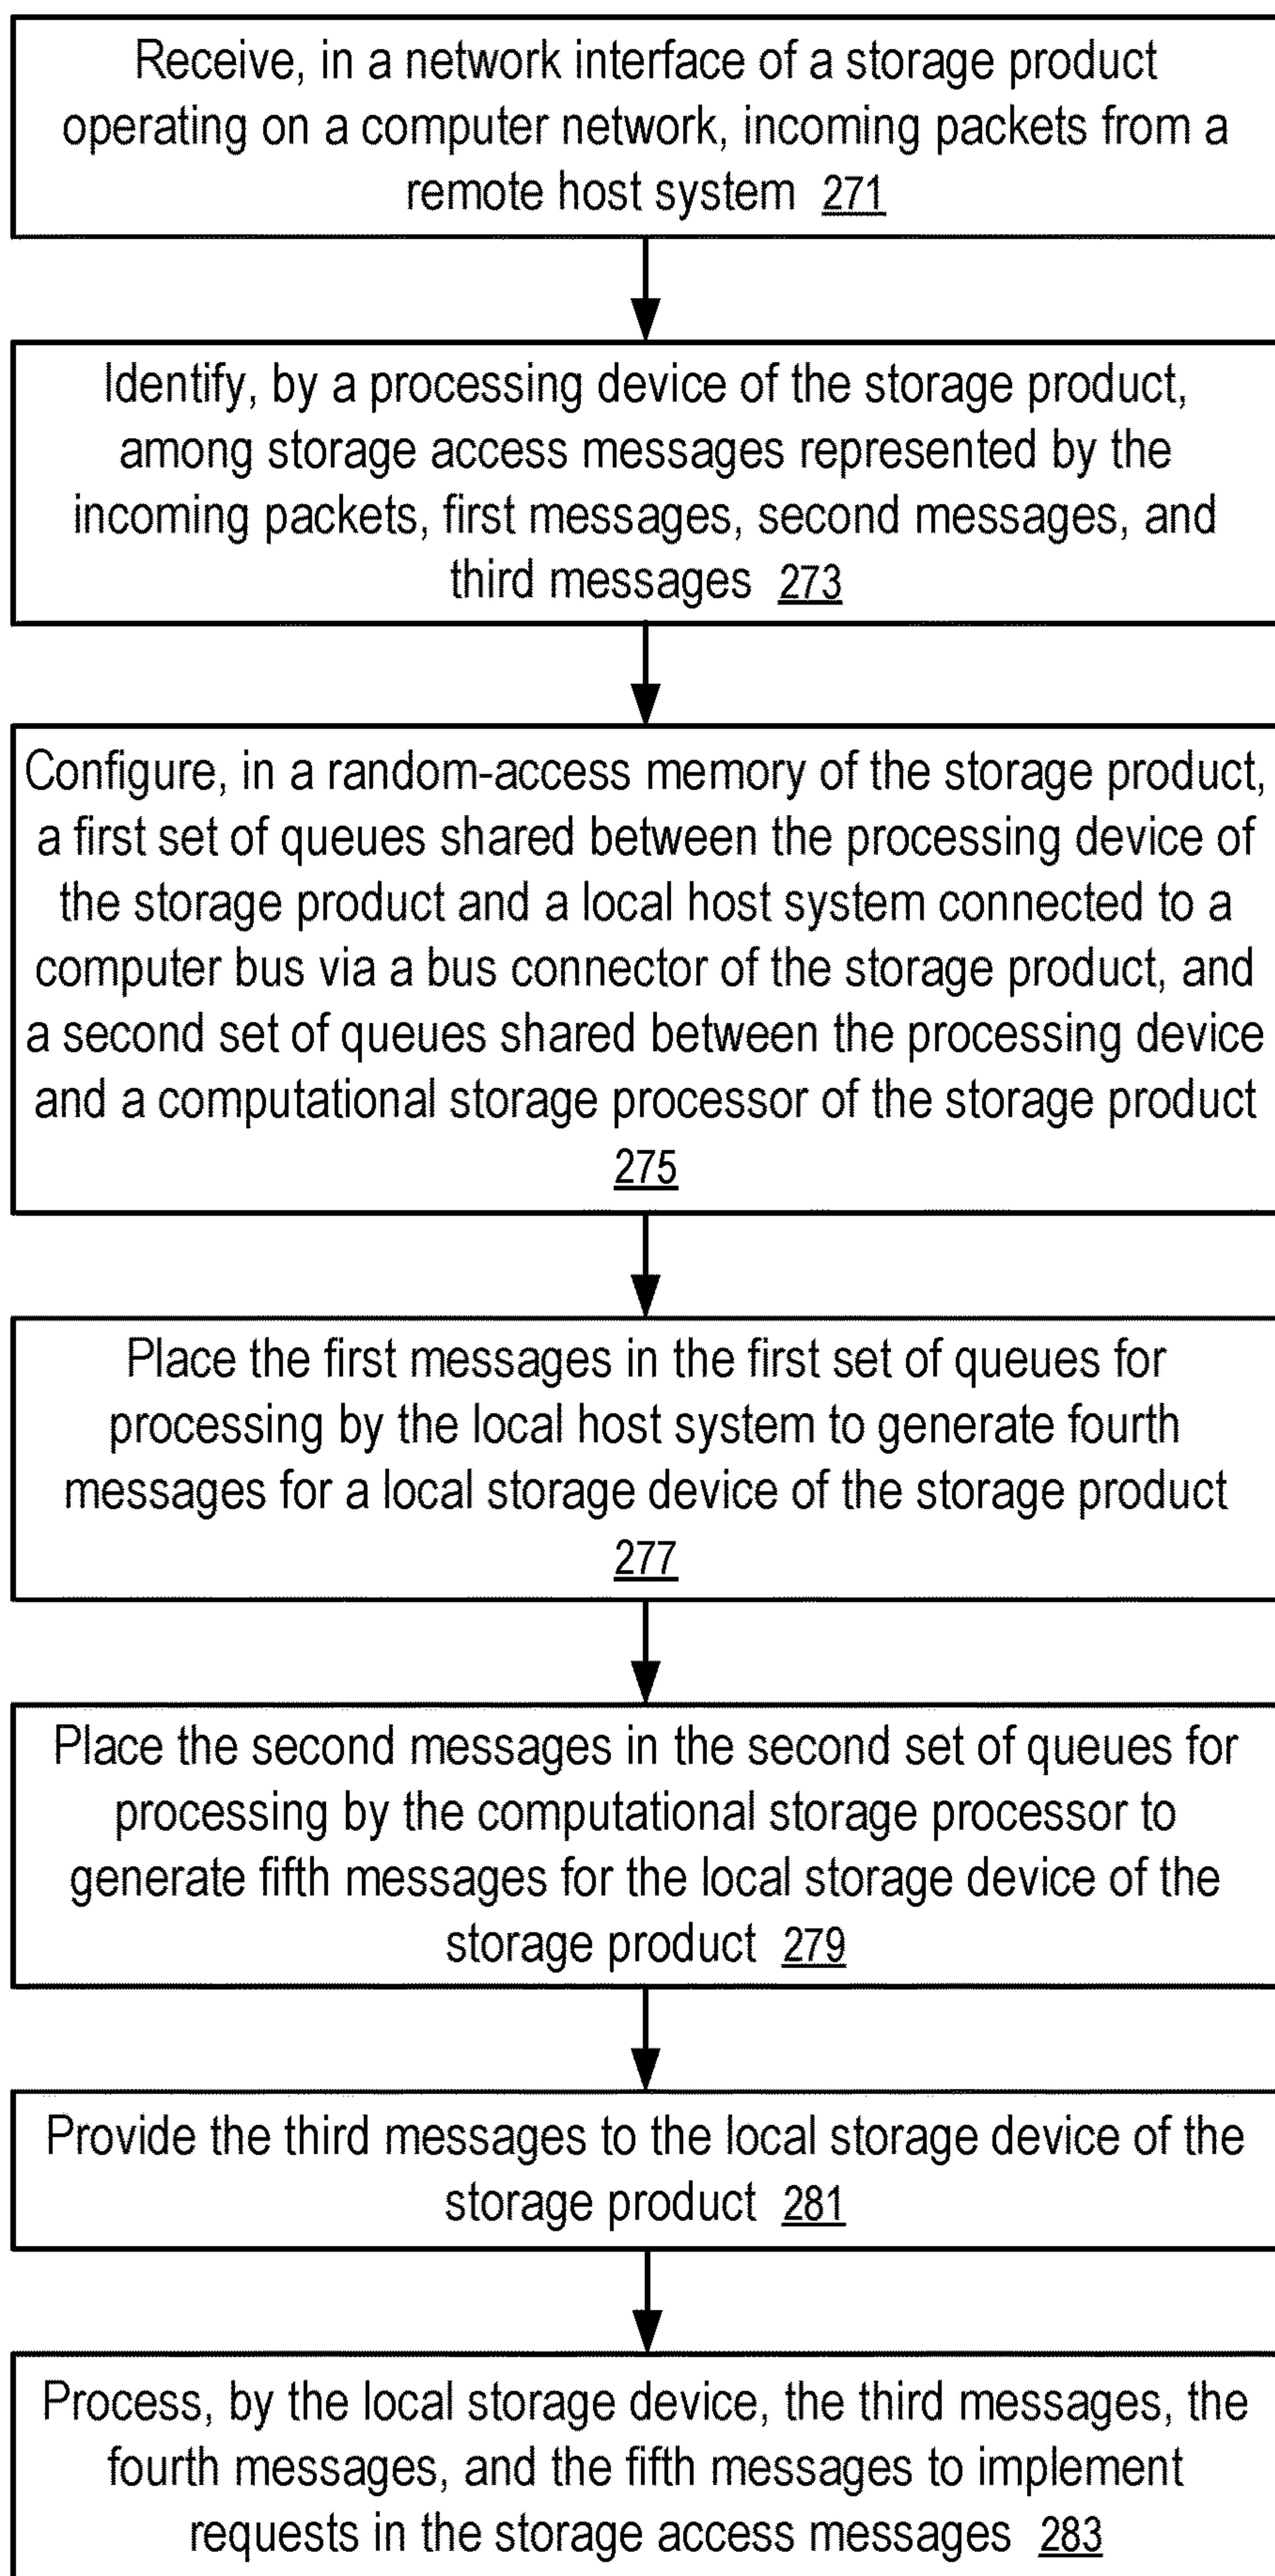 Receive, in a network interface of a storage product
operating on a computer network, incoming packets from a
remote host system 271
Identify, by a processing device of the storage product,
among storage access messages represented by the
incoming packets, first messages, second messages, and
third messages 273
Configure, in a random-access memory of the storage product,
a first set of queues shared between the processing device of
the storage product and a local host system connected to a
computer bus via a bus connector of the storage product, and
a second set of queues shared between the processing device
and a computational storage processor of the storage product
275
Place the first messages in the first set of queues for
processing by the local host system to generate fourth
messages for a local storage device of the storage product
277
Place the second messages in the second set of queues for
processing by the computational storage processor to
generate fifth messages for the local storage device of the
storage product 279
Provide the third messages to the local storage device of the
storage product 281
Process, by the local storage device, the third messages, the
fourth messages, and the fifth messages to implement
requests in the storage access messages 283